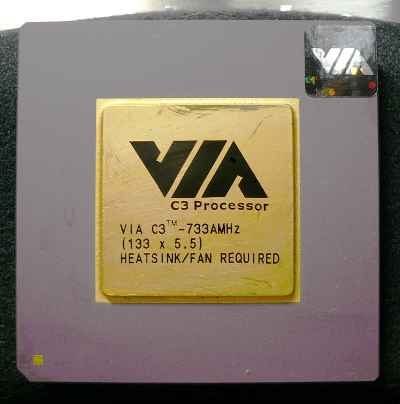 VIA
VIA
C3 Processor
VIA C3™-733AMHz
(133 x 5.5)
HEATSINK/FAN REQUIRED